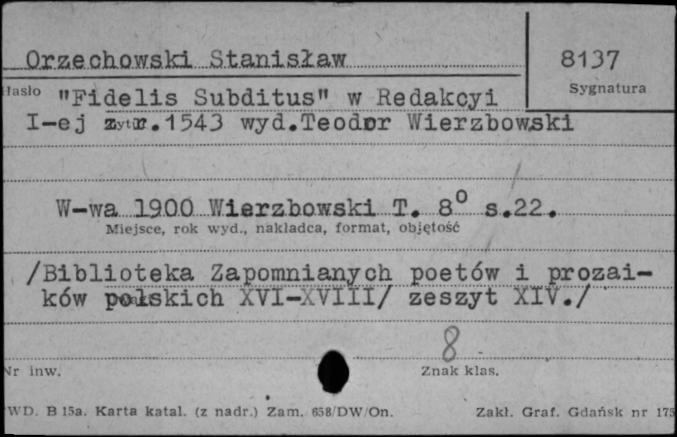 Orzechowski Stanisław
8137
Sygnatura
Hasło "Fidelis Subditus" w Redakcyi
I-ej z r.1543 wyd.Teodor Wierzbowski
W-wa 1900 Wierzbowski T. 8° s.22.
Miejsce, rok wyd., nakładca, format, objętość
/Biblioteka Zapomnianych poetów i prozai-
ków polskich XVI-XVIII/ zeszyt XIV./
8
Nr inw.
Znak klas.
WD. B 15a. Karta katal. (z nadr.) Zam. 658/DW/On.
Zakł. Graf. Gdańsk nr 175